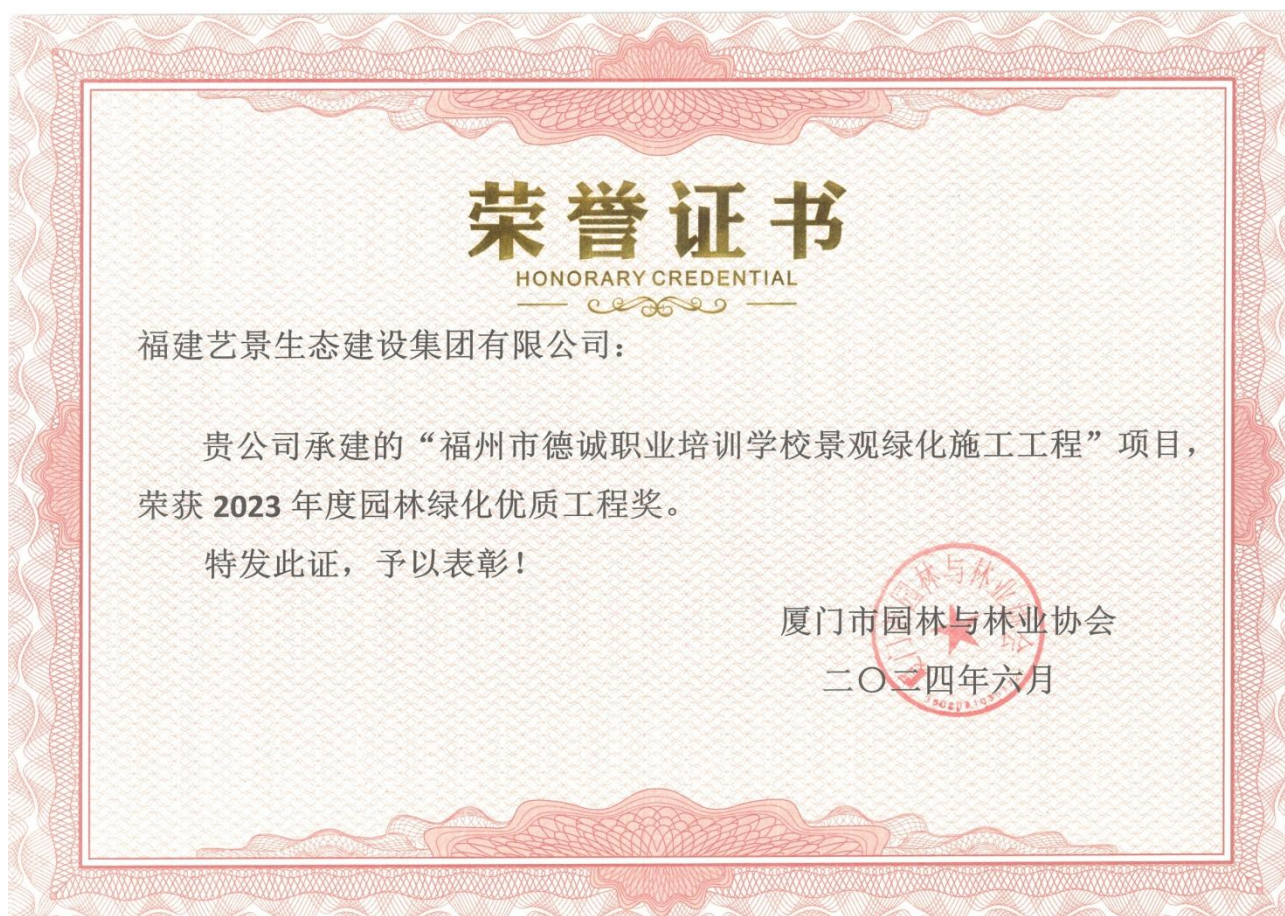 荣誉证书
HONORARY CREDENTIAL
福建艺景生态建设集团有限公司：
贵公司承建的“福州市德诚职业培训学校景观绿化施工工程”项目，
荣获 2023 年度园林绿化优质工程奖。
特发此证，予以表彰！
厦门市园林与林业协会
二〇二四年六月